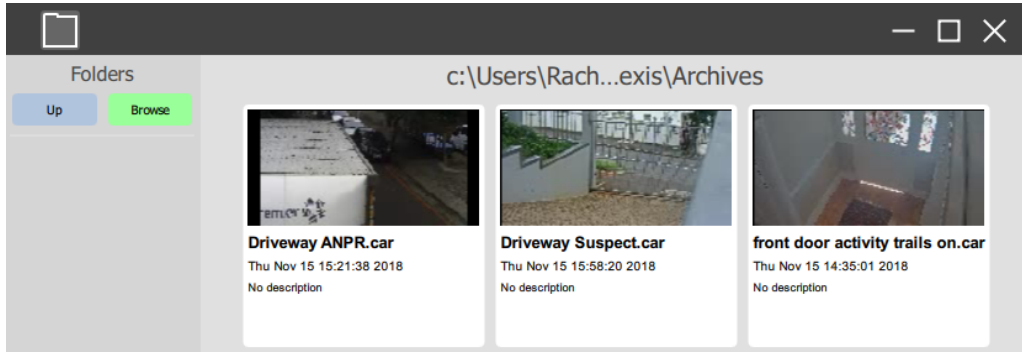 Folders
Up
Browse
c:\Users\Rach...exis\Archives
Driveway ANPR.car
Thu Nov 15 15:21:38 2018
No description
Driveway Suspect.car
Thu Nov 15 15:58:20 2018
No description
front door activity trails on.car
Thu Nov 15 14:35:01 2018
No description